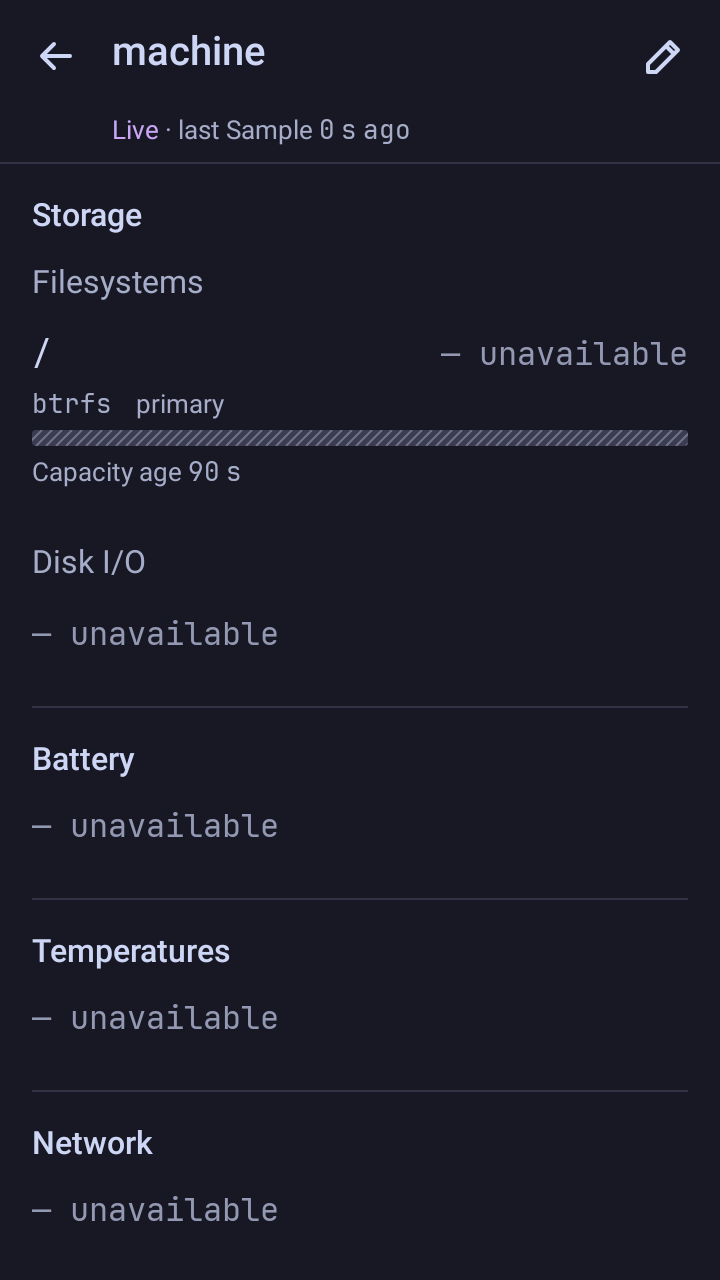 machine
Live · last Sample 0 s ago
Storage
Filesystems
/ — unavailable
btrfs primary
Capacity age 90 s
Disk I/O
— unavailable
Battery
— unavailable
Temperatures
— unavailable
Network
— unavailable